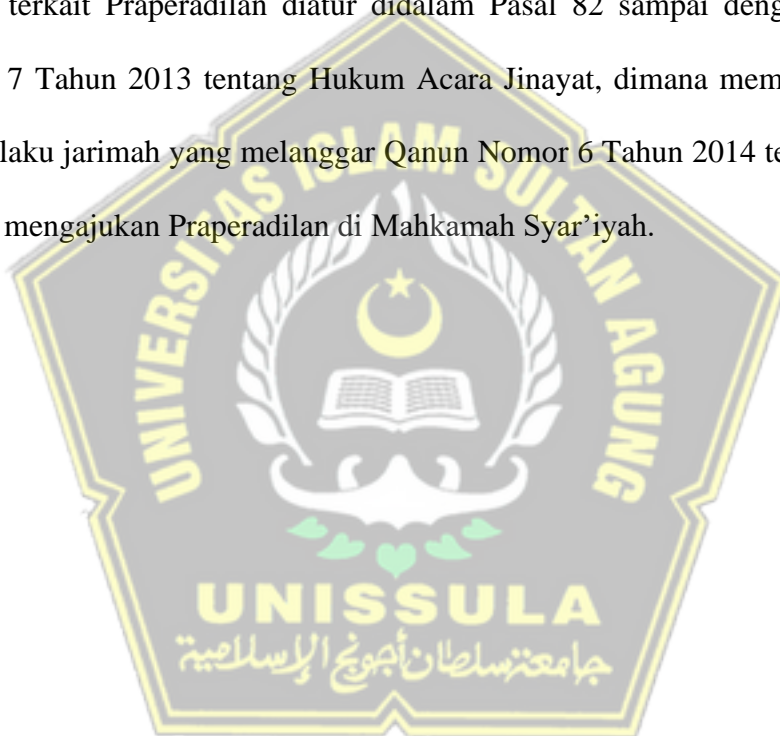 terkait Praperadilan diatur didalam Pasal 82 sampai deng
7 Tahun 2013 tentang Hukum Acara Jinayat, dimana mem
laku jarimah yang melanggar Qanun Nomor 6 Tahun 2014 te
mengajukan Praperadilan di Mahkamah Syar’iyah.
UNIVERSITAS ISLAM SULTAN AGUNG
UNISSULA
جامعة سلطان أجونج الإسلامية